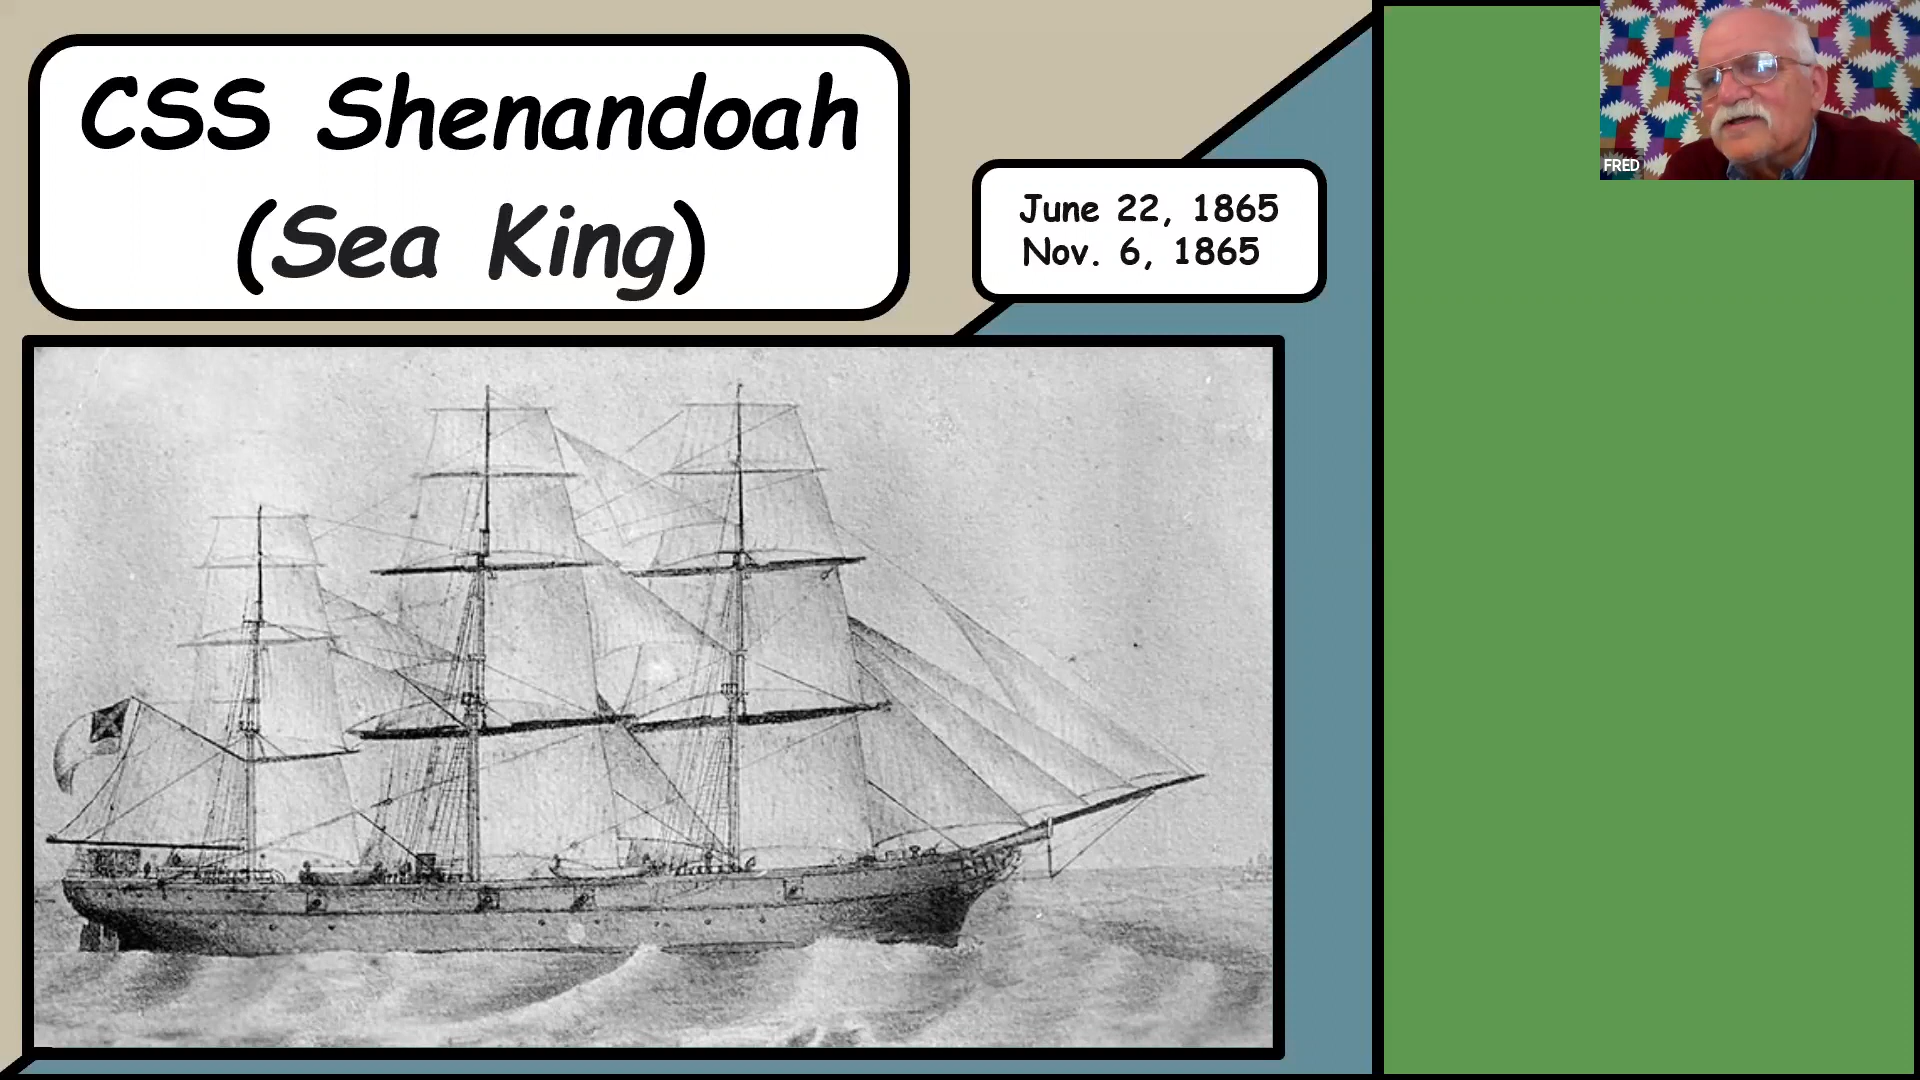 CSS Shenandoah
(Sea King)
June 22, 1865
Nov. 6, 1865
FRED